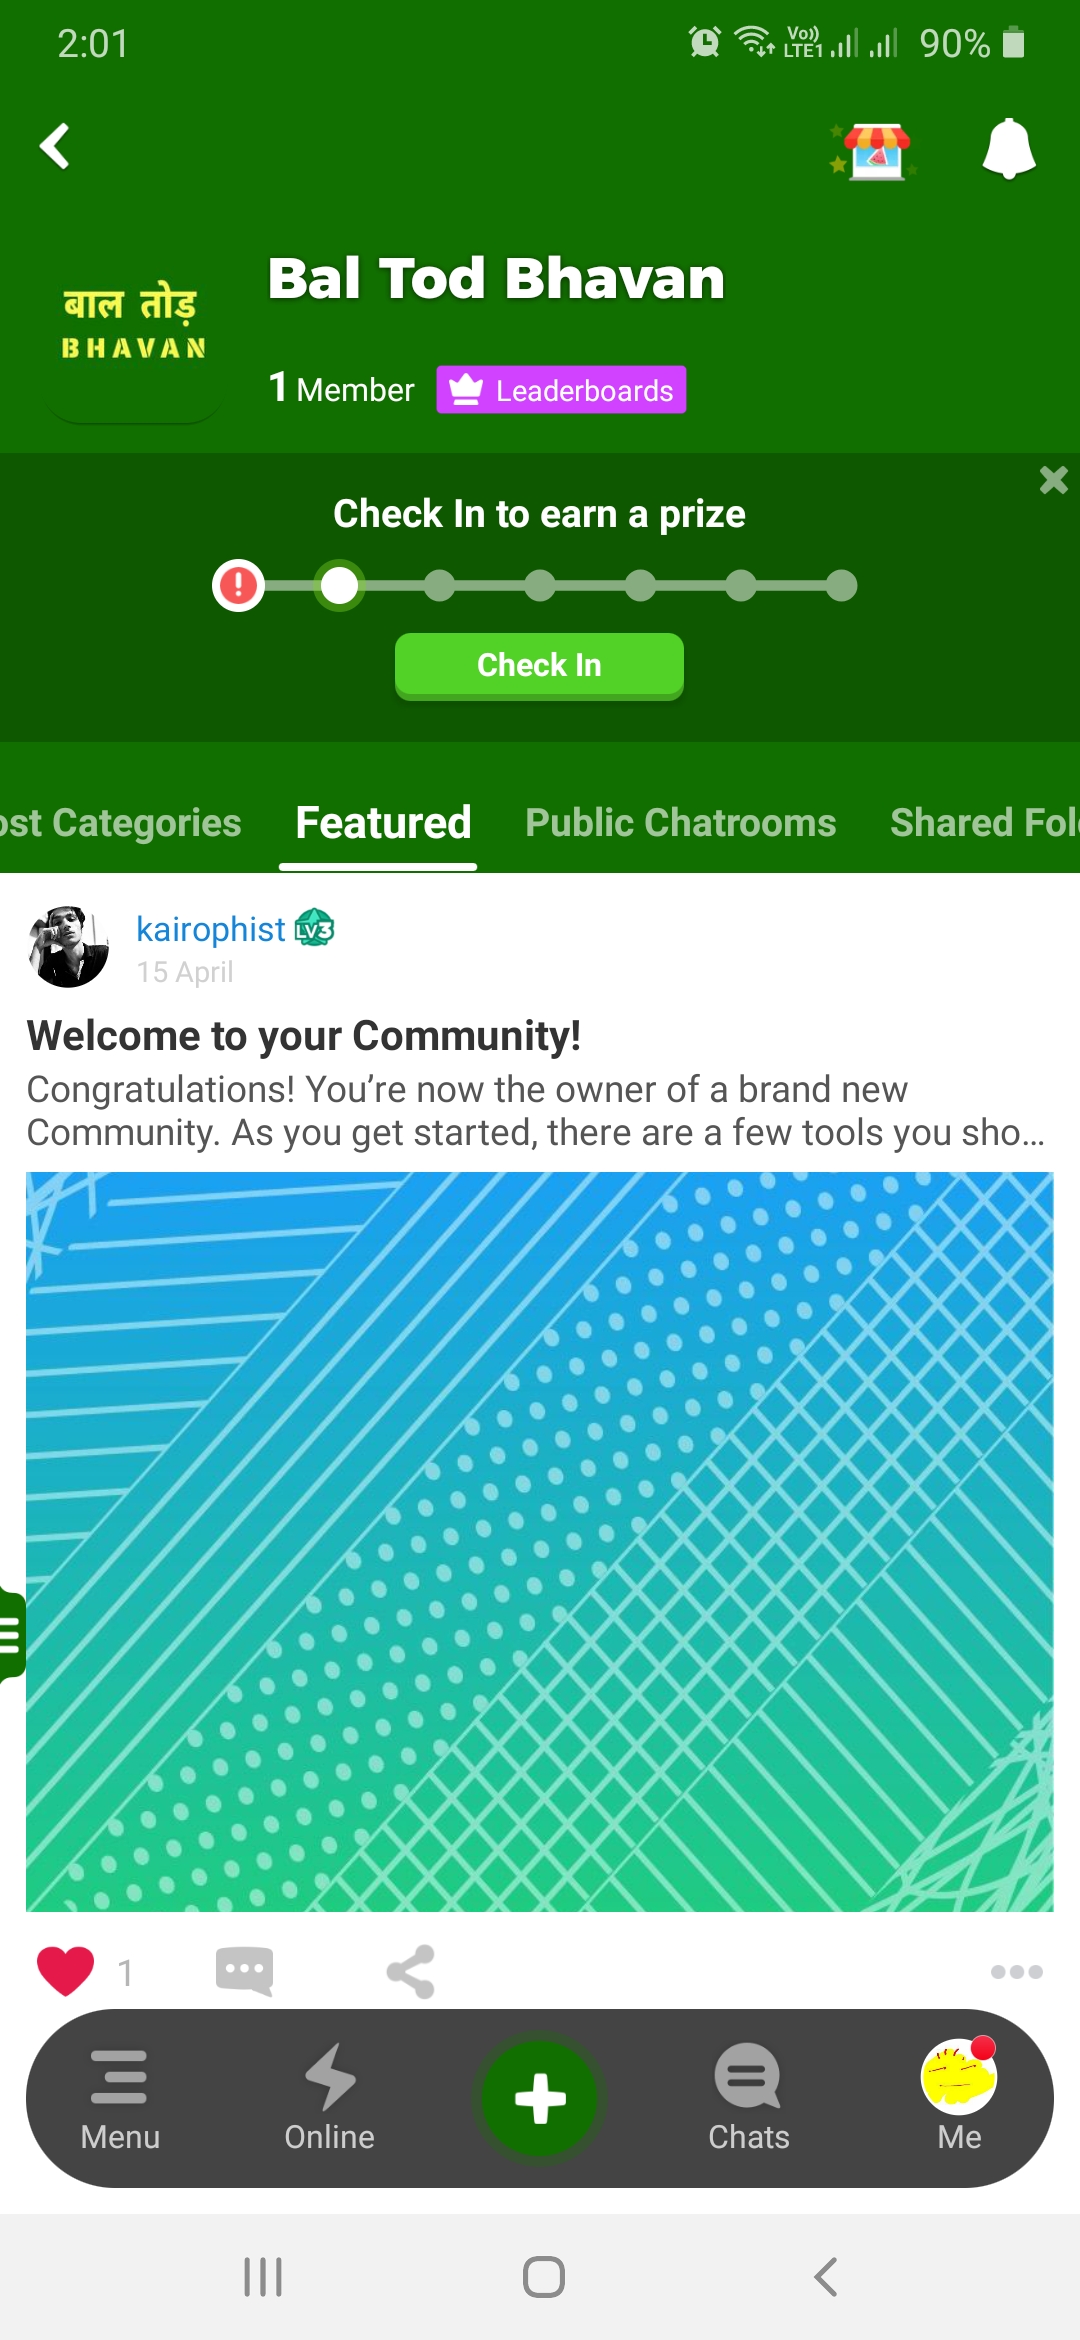 2:01
Vo)) LTE1 90%
Bal Tod Bhavan
बाल तोड़
BHAVAN
1 Member Leaderboards
Check In to earn a prize
Check In
ost Categories Featured Public Chatrooms Shared Fol
kairophist LV3
15 April
Welcome to your Community!
Congratulations! You’re now the owner of a brand new
Community. As you get started, there are a few tools you sho...
1
Menu Online Chats Me